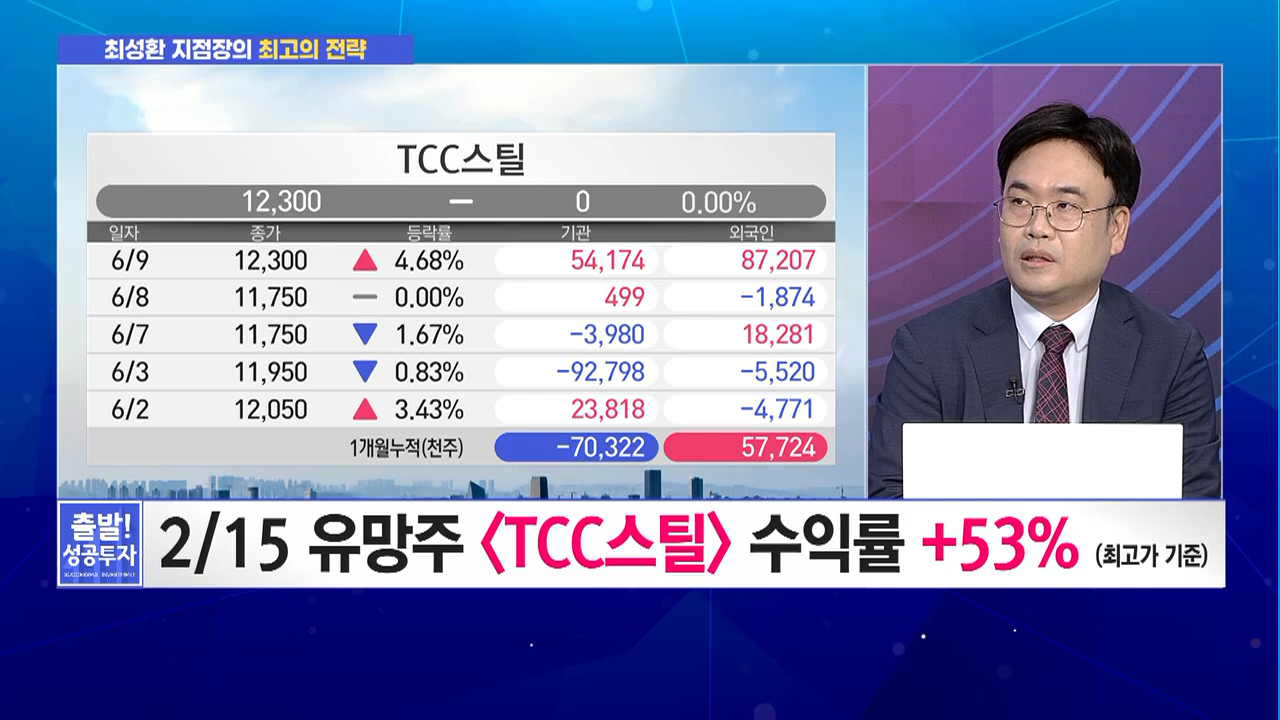 최성환 지점장의 최고의 전략
TCC스틸
12,300 — 0 0.00%
일자 종가 등락률 기관 외국인
6/9 12,300 ▲ 4.68% 54,174 87,207
6/8 11,750 — 0.00% 499 -1,874
6/7 11,750 ▼ 1.67% -3,980 18,281
6/3 11,950 ▼ 0.83% -92,798 -5,520
6/2 12,050 ▲ 3.43% 23,818 -4,771
1개월누적(천주) -70,322 57,724
출발!
성공투자
2/15 유망주 〈TCC스틸〉 수익률 +53% (최고가 기준)